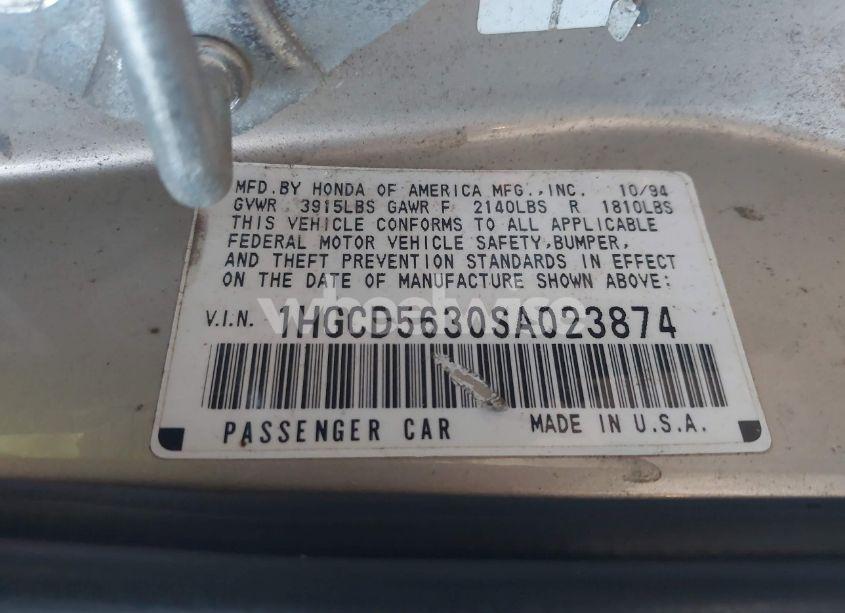 MFD.BY HONDA OF AMERICA MFG.,INC. 10/94
GVWR 3915LBS GAWR F 2140LBS R 1810LBS
THIS VEHICLE CONFORMS TO ALL APPLICABLE
FEDERAL MOTOR VEHICLE SAFETY,BUMPER,
AND THEFT PREVENTION STANDARDS IN EFFECT
ON THE DATE OF MANUFACTURE SHOWN ABOVE:
V.I.N. 1HGCD5630SA023874
PASSENGER CAR MADE IN U.S.A.